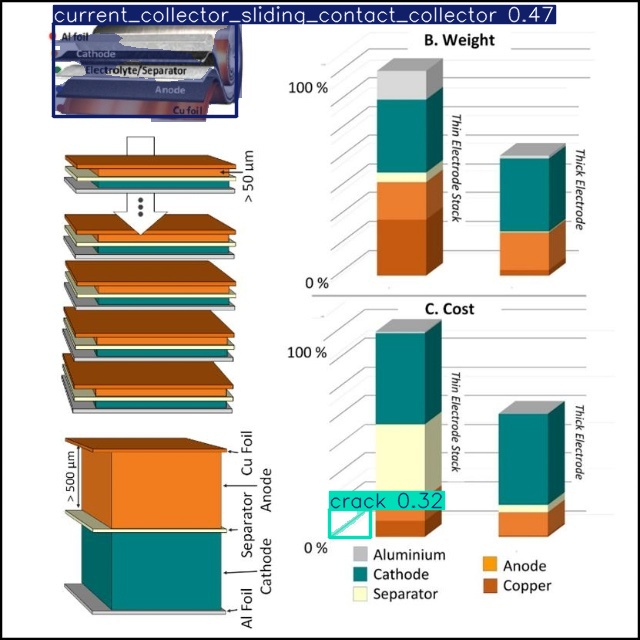 current_collector_sliding_contact_collector 0.47
Al foil
Cathode
Electrolyte/Separator
Anode
Cu foil
> 50 µm
> 500 µm
Cu Foil
Anode
Separator
Cathode
Al Foil
B. Weight
100 %
0 %
Thin Electrode Stack
Thick Electrode
C. Cost
100 %
0 %
Thin Electrode Stack
Thick Electrode
crack 0.32
Aluminium
Cathode
Separator
Anode
Copper